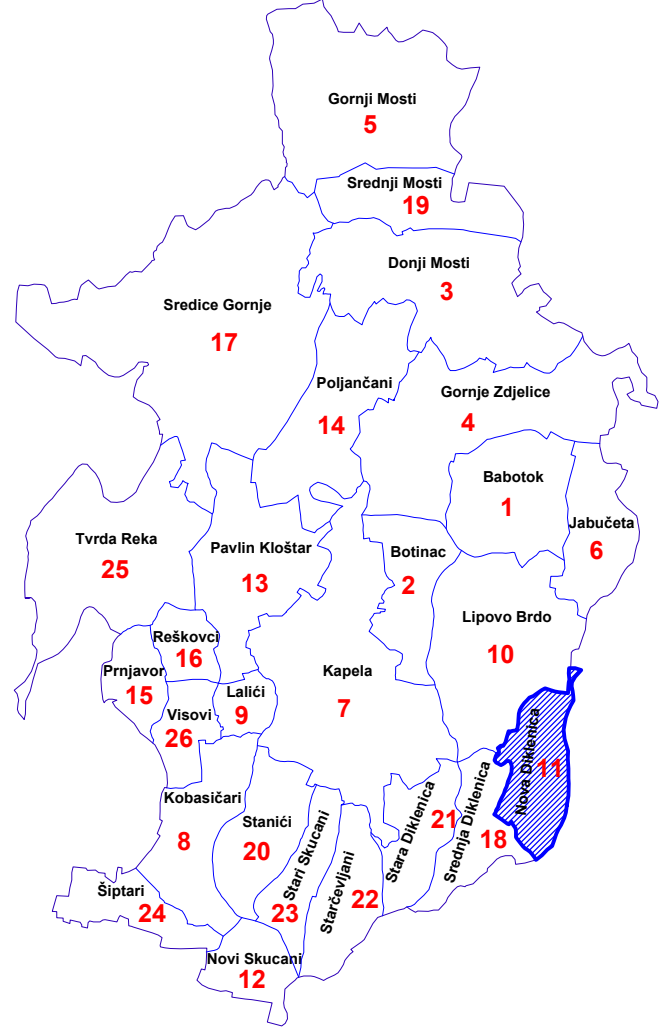 Gornji Mosti
5
Srednji Mosti
19
Donji Mosti
3
Sredice Gornje
17
Poljančani
14
Gornje Zdjelice
4
Babotok
1
Jabučeta
6
Tvrda Reka
25
Pavlin Kloštar
13
Botinac
2
Lipovo Brdo
10
Reškovci
16
Prnjavor
15
Lalići
9
Kapela
7
Visovi
26
Nova Diklenica
11
Kobasičari
8
Stanići
20
Stari Skucani
23
Starčevljani
22
Stara Diklenica
21
Srednja Diklenica
18
Šiptari
24
Novi Skucani
12